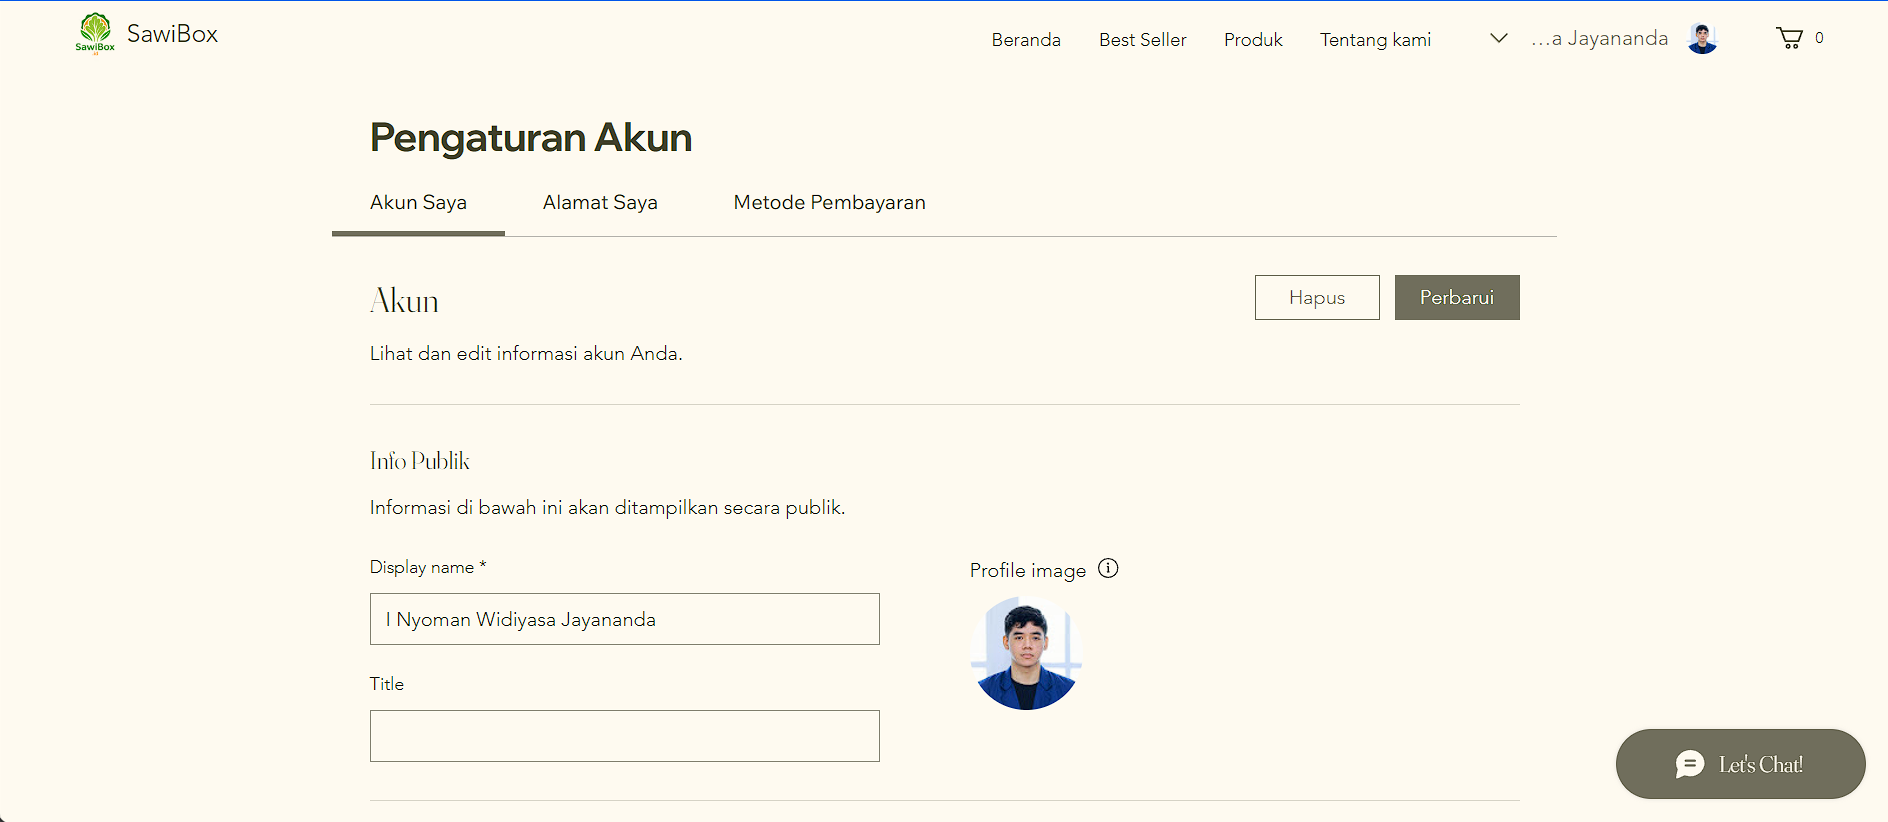 SawiBox
SawiBox
Beranda
Best Seller
Produk
Tentang kami
...a Jayananda
0
Pengaturan Akun
Akun Saya
Alamat Saya
Metode Pembayaran
Akun
Hapus
Perbarui
Lihat dan edit informasi akun Anda.
Info Publik
Informasi di bawah ini akan ditampilkan secara publik.
Display name *
I Nyoman Widiyasa Jayananda
Profile image
Title
Let's Chat!